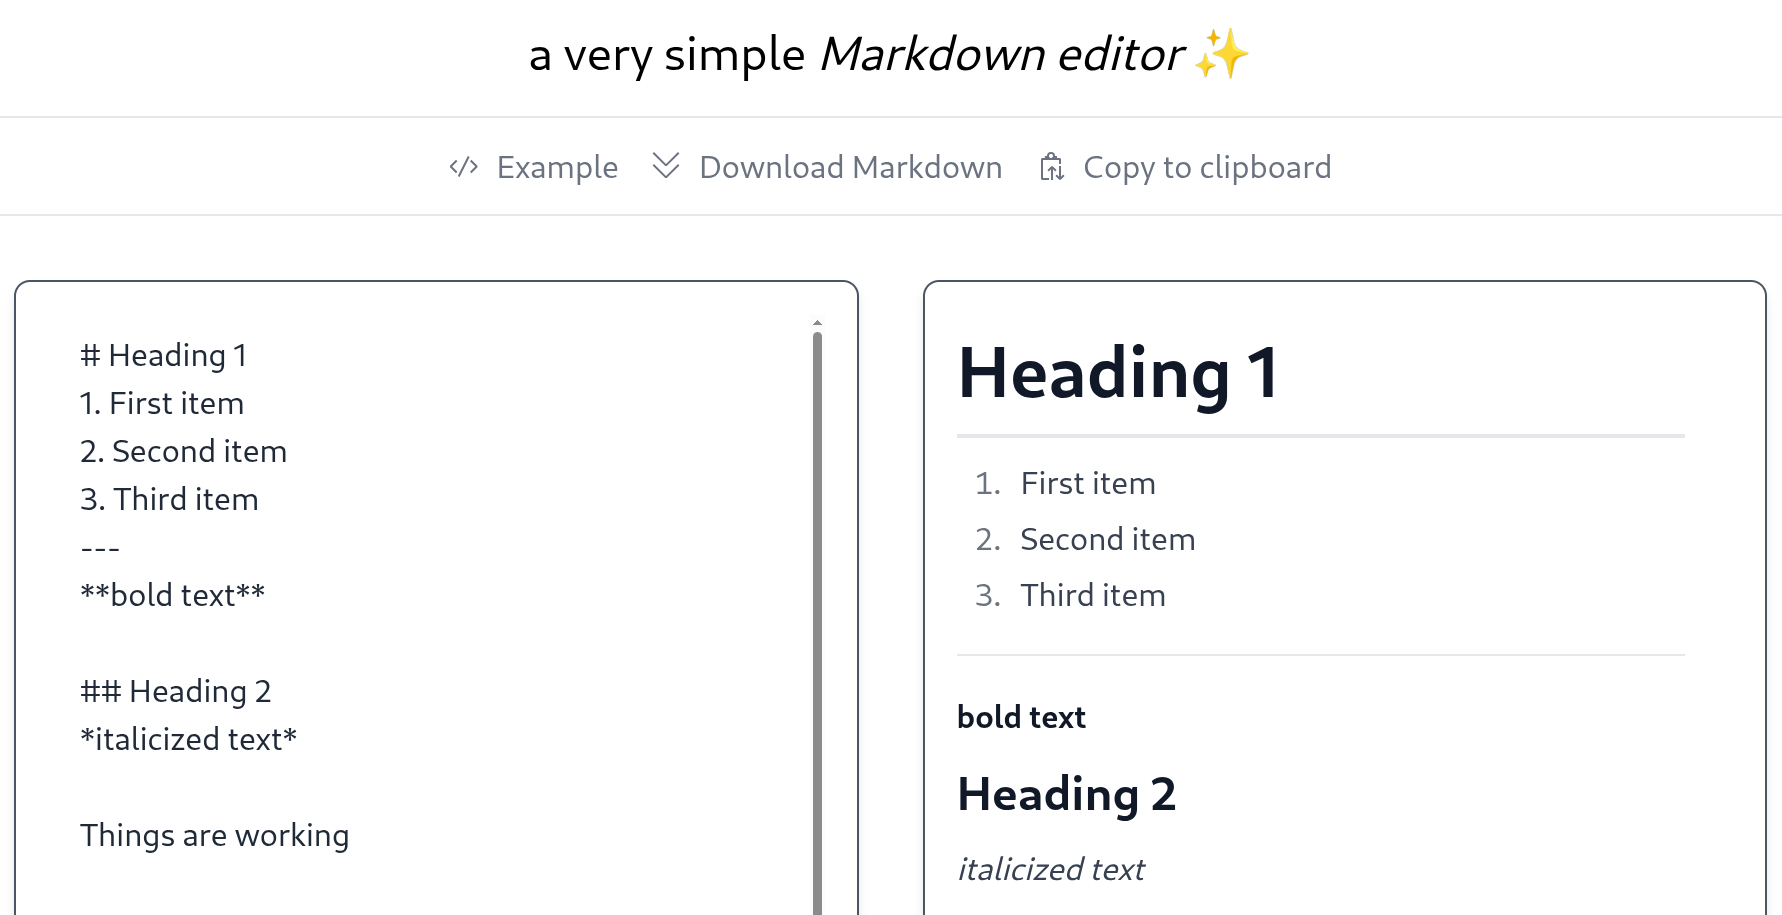 a very simple Markdown editor ✨
Example Download Markdown Copy to clipboard
# Heading 1
1. First item
2. Second item
3. Third item
---
**bold text**
## Heading 2
*italicized text*
Things are working
Heading 1
1. First item
2. Second item
3. Third item
bold text
Heading 2
italicized text